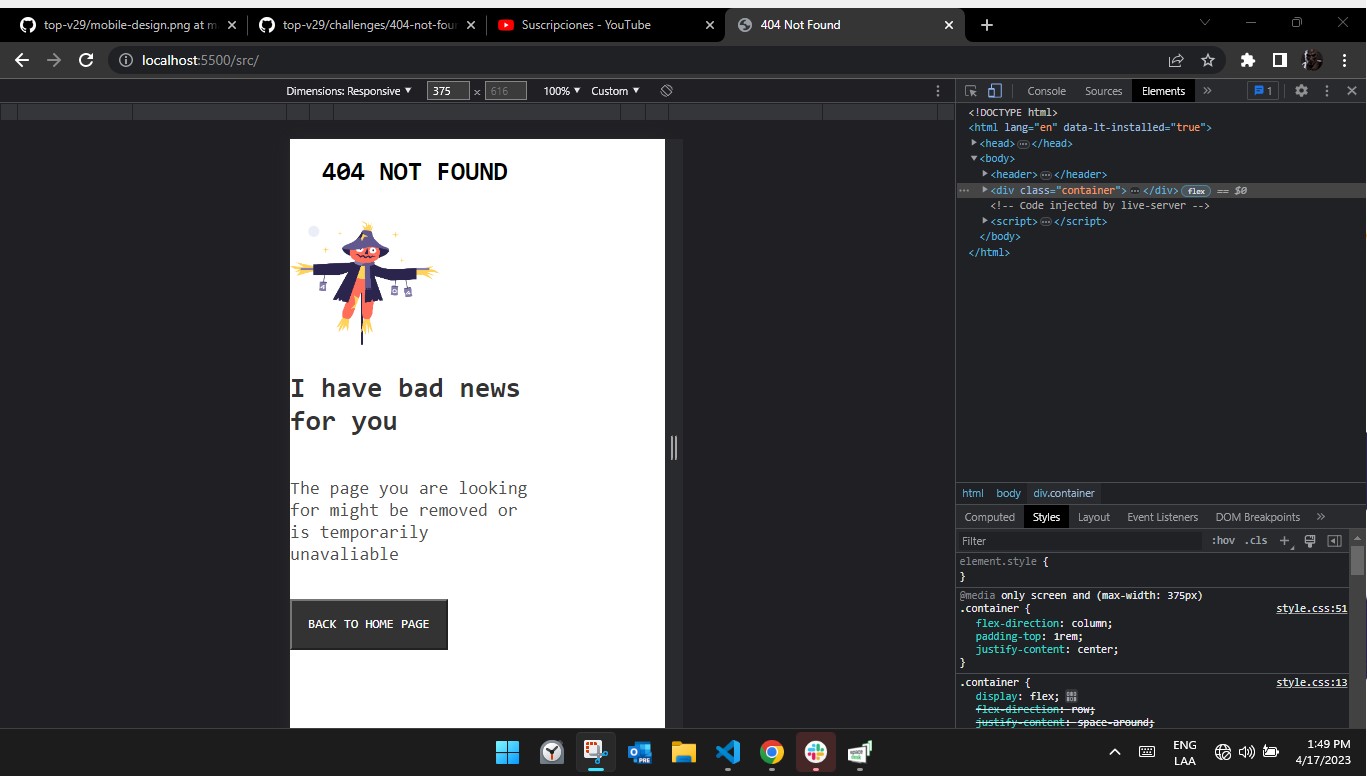 top-v29/mobile-design.png at m
top-v29/challenges/404-not-four
Suscripciones - YouTube
404 Not Found
localhost:5500/src/
Dimensions: Responsive ▼ 375 × 616 100% ▼ Custom ▼
Console Sources Elements » 1
404 NOT FOUND
4 0 4
I have bad news
for you
The page you are looking
for might be removed or
is temporarily
unavaliable
BACK TO HOME PAGE
<!DOCTYPE html>
<html lang="en" data-lt-installed="true">
<head>…</head>
<body>
<header>…</header>
<div class="container">…</div> flex == $0
<!-- Code injected by live-server -->
<script>…</script>
</body>
</html>
html body div.container
Computed Styles Layout Event Listeners DOM Breakpoints »
Filter :hov .cls +
element.style {
}
@media only screen and (max-width: 375px)
.container { style.css:51
flex-direction: column;
padding-top: 1rem;
justify-content: center;
}
.container { style.css:13
display: flex;
flex-direction: row;
justify-content: space-around;
PRE
ENG
LAA
1:49 PM
4/17/2023